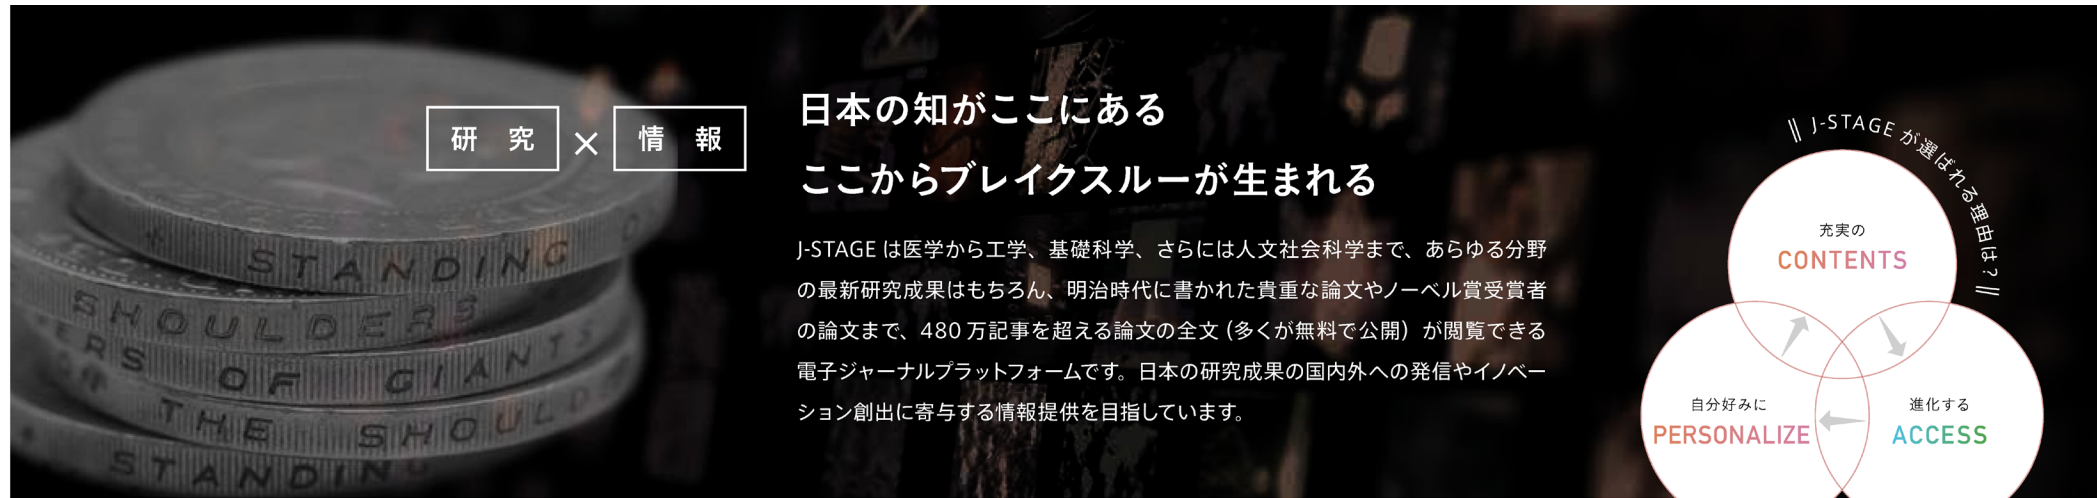 研究×情報
日本の知がここにある
ここからブレイクスルーが生まれる
J-STAGE は医学から工学、基礎科学、さらには人文社会科学まで、あらゆる分野
の最新研究成果はもちろん、明治時代に書かれた貴重な論文やノーベル賞受賞者
の論文まで、480 万記事を超える論文の全文（多くが無料で公開）が閲覧できる
電子ジャーナルプラットフォームです。日本の研究成果の国内外への発信やイノベー
ション創出に寄与する情報提供を目指しています。
J-STAGE が選ばれる理由は？
充実の
CONTENTS
自分好みに
PERSONALIZE
進化する
ACCESS
STANDING
SHOULDERS
OF GIANTS
THE SHOULD
STANDING